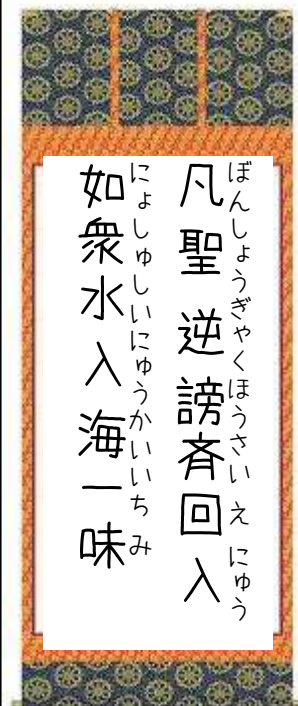 凡聖逆謗斉回入
ぼんしょうぎゃくほうさいえにゅう
如衆水入海一味
にょしゅしいにゅうかいいちみ